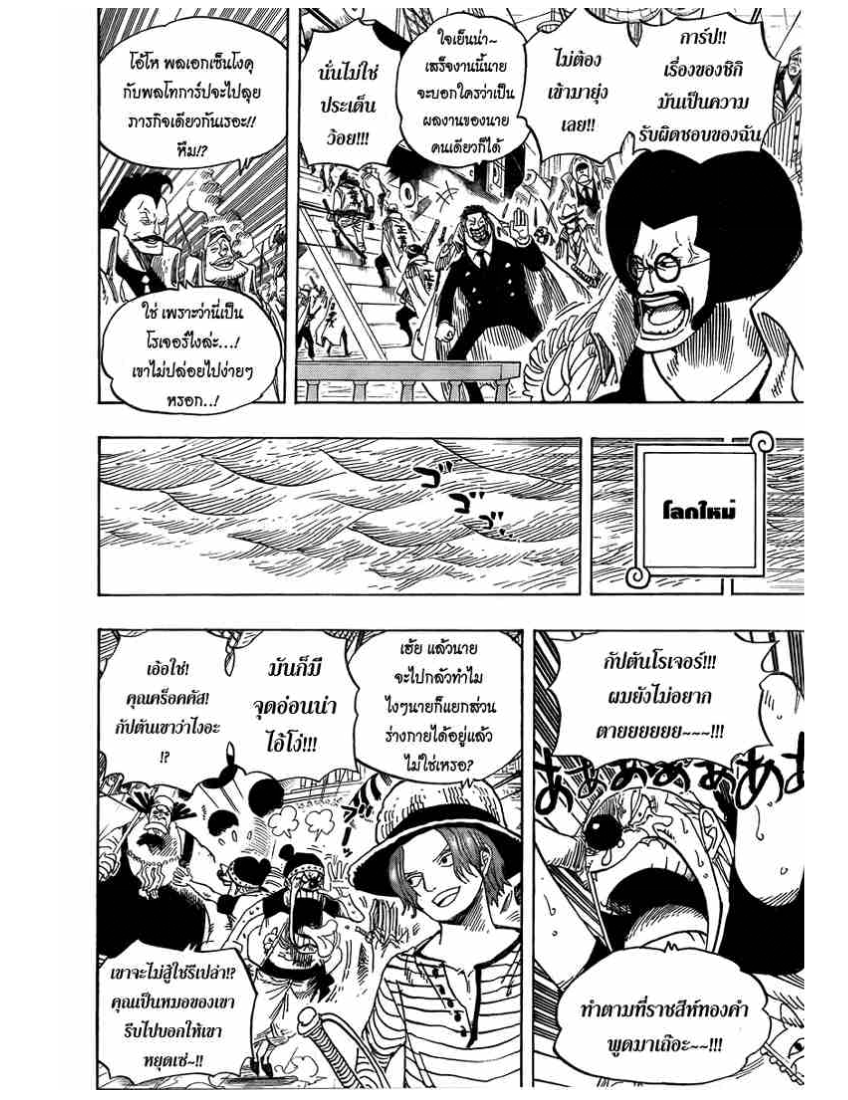 การ์ป!!
เรื่องของชิกิ
มันเป็นความ
รับผิดชอบของฉัน
ไม่ต้อง
เข้ามายุ่ง
เลย!!
ใจเย็นน่า~
เสร็จงานนี้นาย
จะบอกใครว่าเป็น
ผลงานของนาย
คนเดียวก็ได้
นั่นไม่ใช่
ประเด็น
ว้อย!!!
โอ้โห พลเอกเซ็นโงคุ
กับพลโทการ์ปจะไปลุย
ภารกิจเดียวกันเรอะ!!
หืม!?
ใช่ เพราะว่านี่เป็น
โรเจอร์ไงล่ะ...!
เขาไม่ปล่อยไปง่ายๆ
หรอก..!
โลกใหม่
ゴゴゴ
กัปตันโรเจอร์!!!
ผมยังไม่อยาก
ตายยยยยย~~~!!!
ああああああ
ทำตามที่ราชสีห์ทองคำ
พูดมาเถ๊อะ~~!!!
เฮ้ย แล้วนาย
จะไปกลัวทำไม
ไงๆนายก็แยกส่วน
ร่างกายได้อยู่แล้ว
ไม่ใช่เหรอ?
มันก็มี
จุดอ่อนน่า
ไอ้โง่!!!
เอ้อใช่!
คุณคร็อคคัส!
กัปตันเขาว่าไงอะ
!?
เขาจะไม่สู้ใช่รึเปล่า!?
คุณเป็นหมอของเขา
รีบไปบอกให้เขา
หยุดเซ่~!!